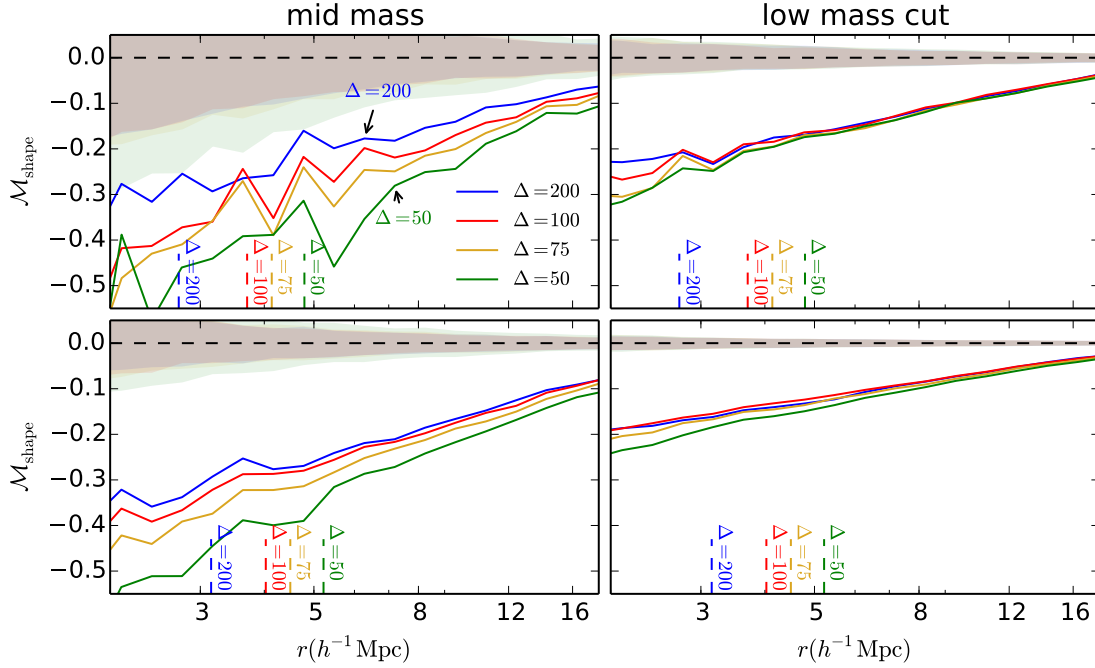 mid mass
low mass cut
0.0
−0.1
−0.2
−0.3
−0.4
−0.5
ℳshape
Δ = 200
Δ = 50
Δ = 200
Δ = 100
Δ = 75
Δ = 50
Δ = 200
Δ = 100
Δ = 75
Δ = 50
Δ = 200
Δ = 100
Δ = 75
Δ = 50
0.0
−0.1
−0.2
−0.3
−0.4
−0.5
ℳshape
Δ = 200
Δ = 100
Δ = 75
Δ = 50
Δ = 200
Δ = 100
Δ = 75
Δ = 50
3 5 8 12 16
3 5 8 12 16
r(h⁻¹ Mpc)
r(h⁻¹ Mpc)